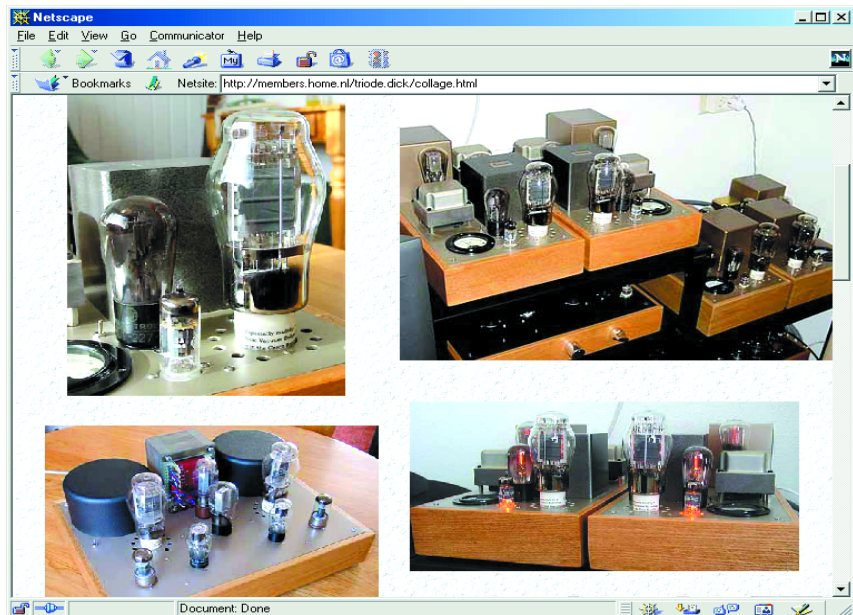 Netscape
File Edit View Go Communicator Help
My
N
Bookmarks Netsite: http://members.home.nl/triode.dick/collage.html
Document: Done